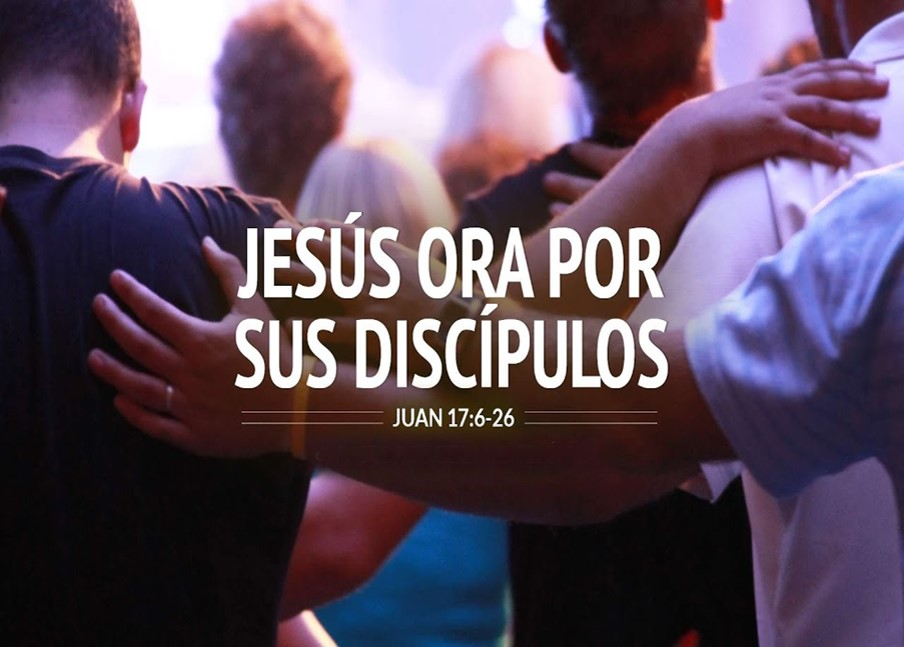 JESÚS ORA POR
SUS DISCÍPULOS
JUAN 17:6-26